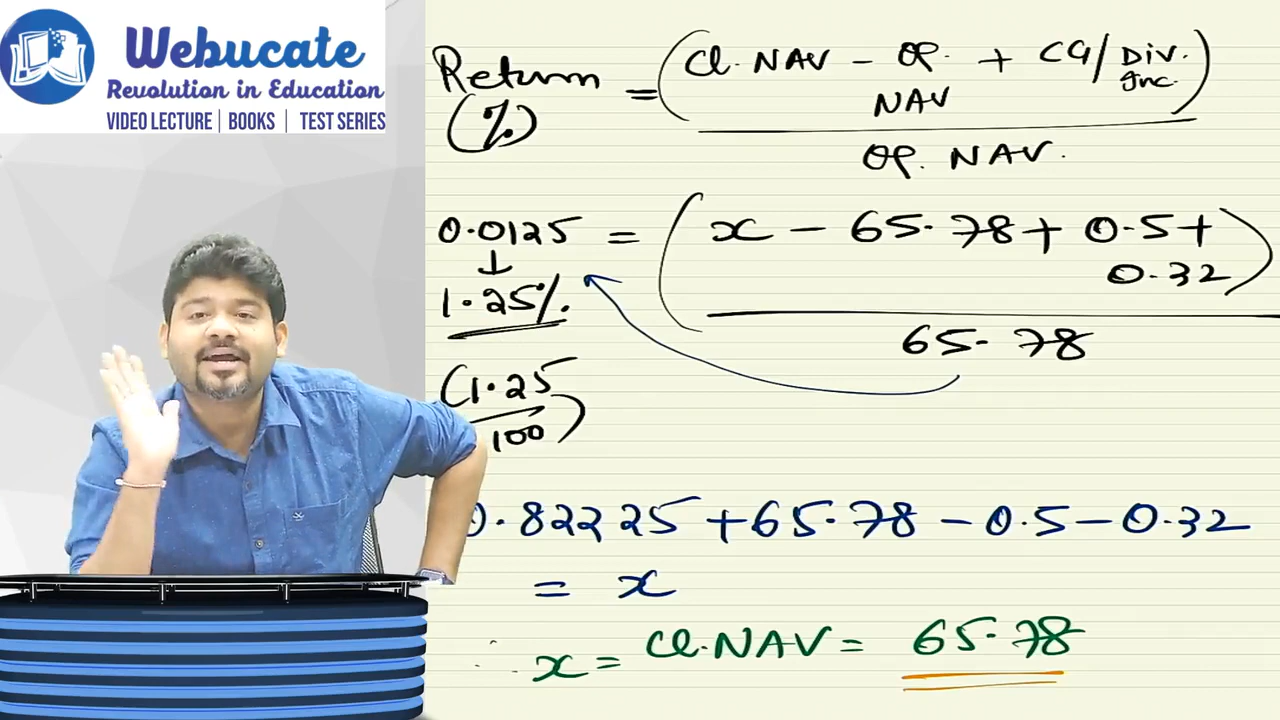 Webucate
Revolution in Education
VIDEO LECTURE | BOOKS | TEST SERIES
Return (%) = (Cl. NAV - OP. NAV + CG/Div. Inc.)
OP. NAV.
0.0125 = (x - 65.78 + 0.5 + 0.32)
65.78
↓
1.25%.
(1.25
100)
0.82225 + 65.78 - 0.5 - 0.32
= x
∴ x = Cl. NAV = 65.78